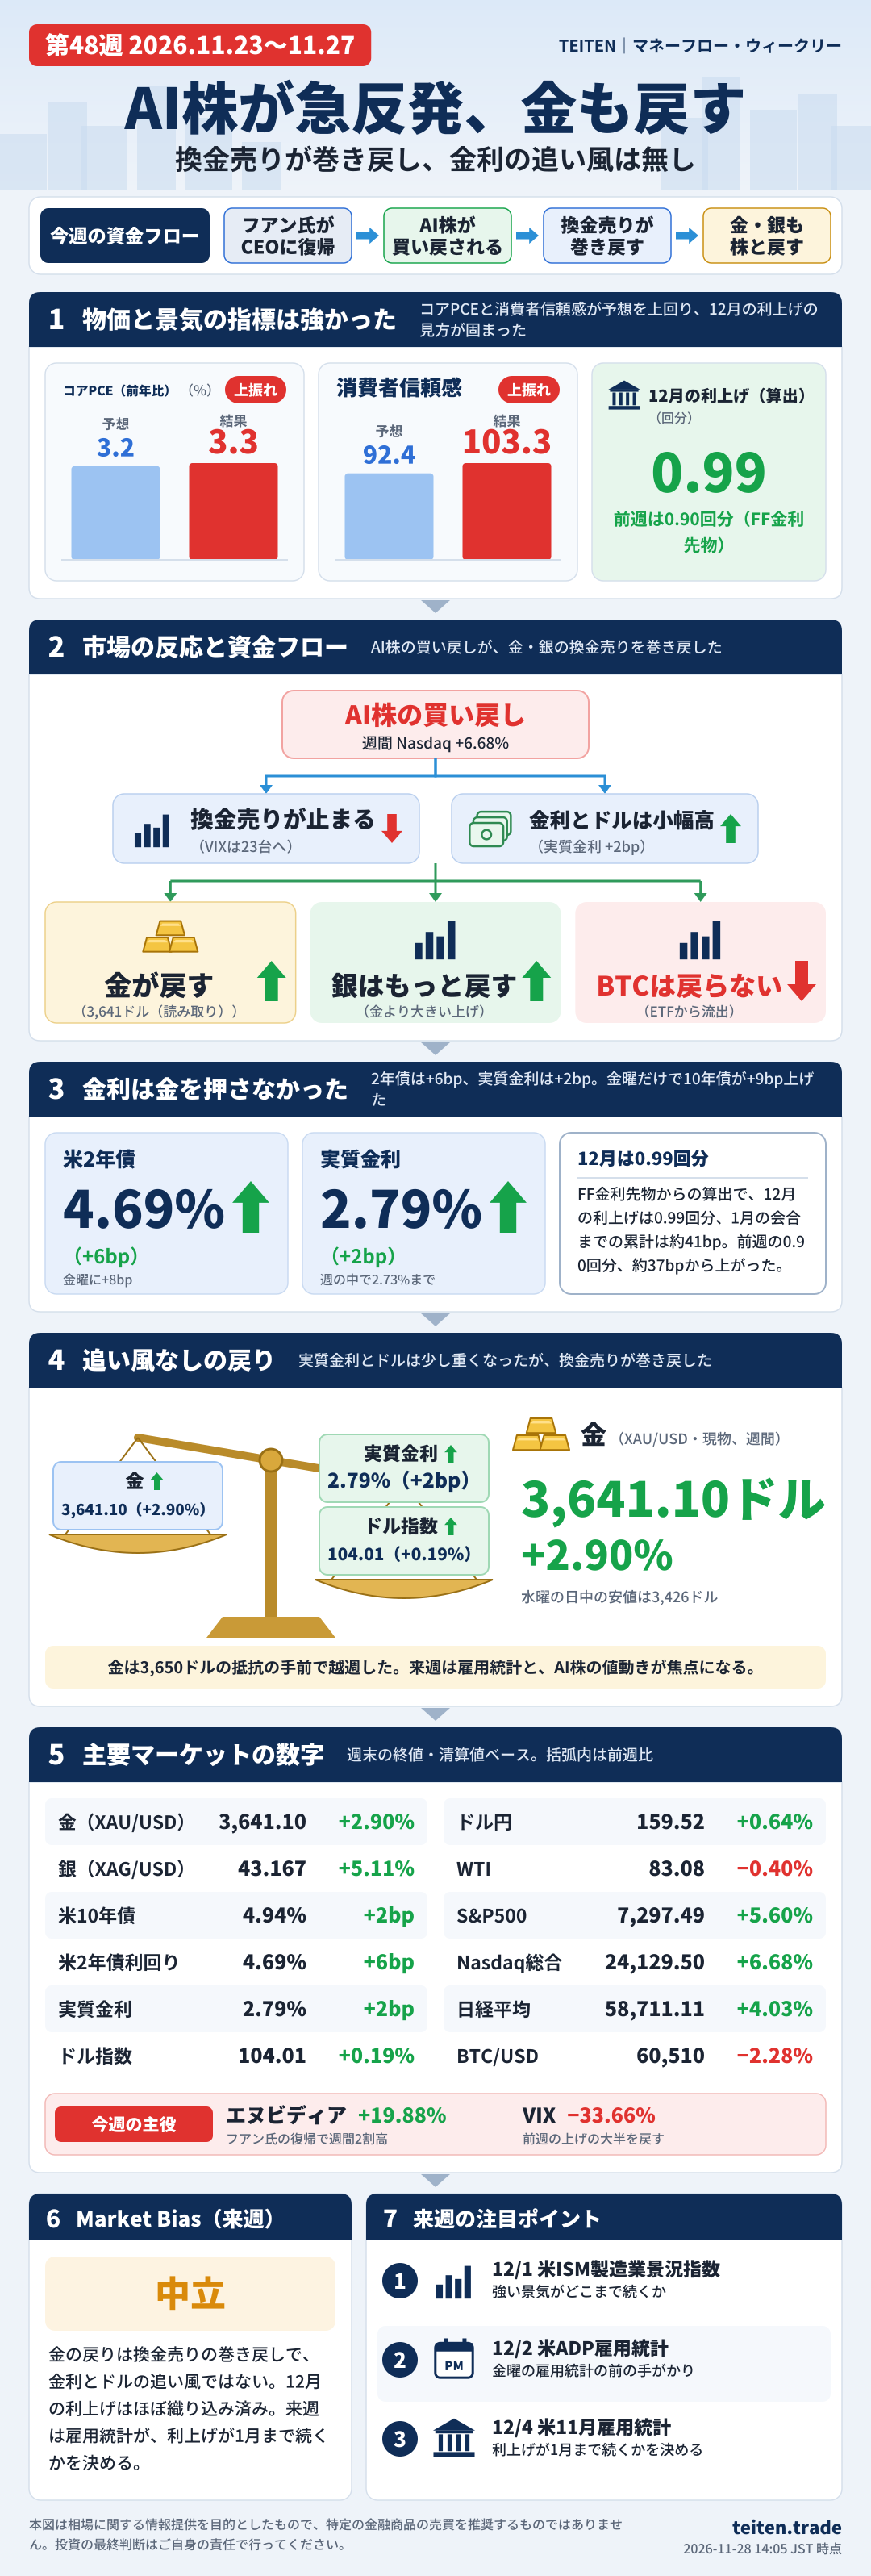 第48週 2026.11.23〜11.27
TEITEN｜マネーフロー・ウィークリー
AI株が急反発、金も戻す
換金売りが巻き戻し、金利の追い風は無し
今週の資金フロー
フアン氏が
CEOに復帰
AI株が
買い戻される
換金売りが
巻き戻す
金・銀も
株と戻す
1 物価と景気の指標は強かった
コアPCEと消費者信頼感が予想を上回り、12月の利上げの
見方が固まった
コアPCE（前年比）（%） 上振れ
予想
3.2
結果
3.3
消費者信頼感 上振れ
予想
92.4
結果
103.3
12月の利上げ（算出）
（回分）
0.99
前週は0.90回分（FF金利
先物）
2 市場の反応と資金フロー AI株の買い戻しが、金・銀の換金売りを巻き戻した
AI株の買い戻し
週間 Nasdaq +6.68%
換金売りが止まる
（VIXは23台へ）
金利とドルは小幅高
（実質金利 +2bp）
金が戻す
（3,641ドル（読み取り））
銀はもっと戻す
（金より大きい上げ）
BTCは戻らない
（ETFから流出）
3 金利は金を押さなかった
2年債は+6bp、実質金利は+2bp。金曜だけで10年債が+9bp上げ
た
米2年債
4.69%
（+6bp）
金曜に+8bp
実質金利
2.79%
（+2bp）
週の中で2.73%まで
12月は0.99回分
FF金利先物からの算出で、12月
の利上げは0.99回分、1月の会合
までの累計は約41bp。前週の0.9
0回分、約37bpから上がった。
4 追い風なしの戻り 実質金利とドルは少し重くなったが、換金売りが巻き戻した
金
3,641.10（+2.90%）
実質金利
2.79%（+2bp）
ドル指数
104.01（+0.19%）
金（XAU/USD・現物、週間）
3,641.10ドル
+2.90%
水曜の日中の安値は3,426ドル
金は3,650ドルの抵抗の手前で越週した。来週は雇用統計と、AI株の値動きが焦点になる。
5 主要マーケットの数字 週末の終値・清算値ベース。括弧内は前週比
金（XAU/USD） 3,641.10 +2.90%
銀（XAG/USD） 43.167 +5.11%
米10年債 4.94% +2bp
米2年債利回り 4.69% +6bp
実質金利 2.79% +2bp
ドル指数 104.01 +0.19%
ドル円 159.52 +0.64%
WTI 83.08 −0.40%
S&P500 7,297.49 +5.60%
Nasdaq総合 24,129.50 +6.68%
日経平均 58,711.11 +4.03%
BTC/USD 60,510 −2.28%
今週の主役
エヌビディア +19.88%
フアン氏の復帰で週間2割高
VIX −33.66%
前週の上げの大半を戻す
6 Market Bias（来週）
中立
金の戻りは換金売りの巻き戻しで、
金利とドルの追い風ではない。12月
の利上げはほぼ織り込み済み。来週
は雇用統計が、利上げが1月まで続く
かを決める。
7 来週の注目ポイント
1 12/1 米ISM製造業景況指数
強い景気がどこまで続くか
2 PM 12/2 米ADP雇用統計
金曜の雇用統計の前の手がかり
3 12/4 米11月雇用統計
利上げが1月まで続くかを決める
本図は相場に関する情報提供を目的としたもので、特定の金融商品の売買を推奨するものではありませ
ん。投資の最終判断はご自身の責任で行ってください。
teiten.trade
2026-11-28 14:05 JST 時点